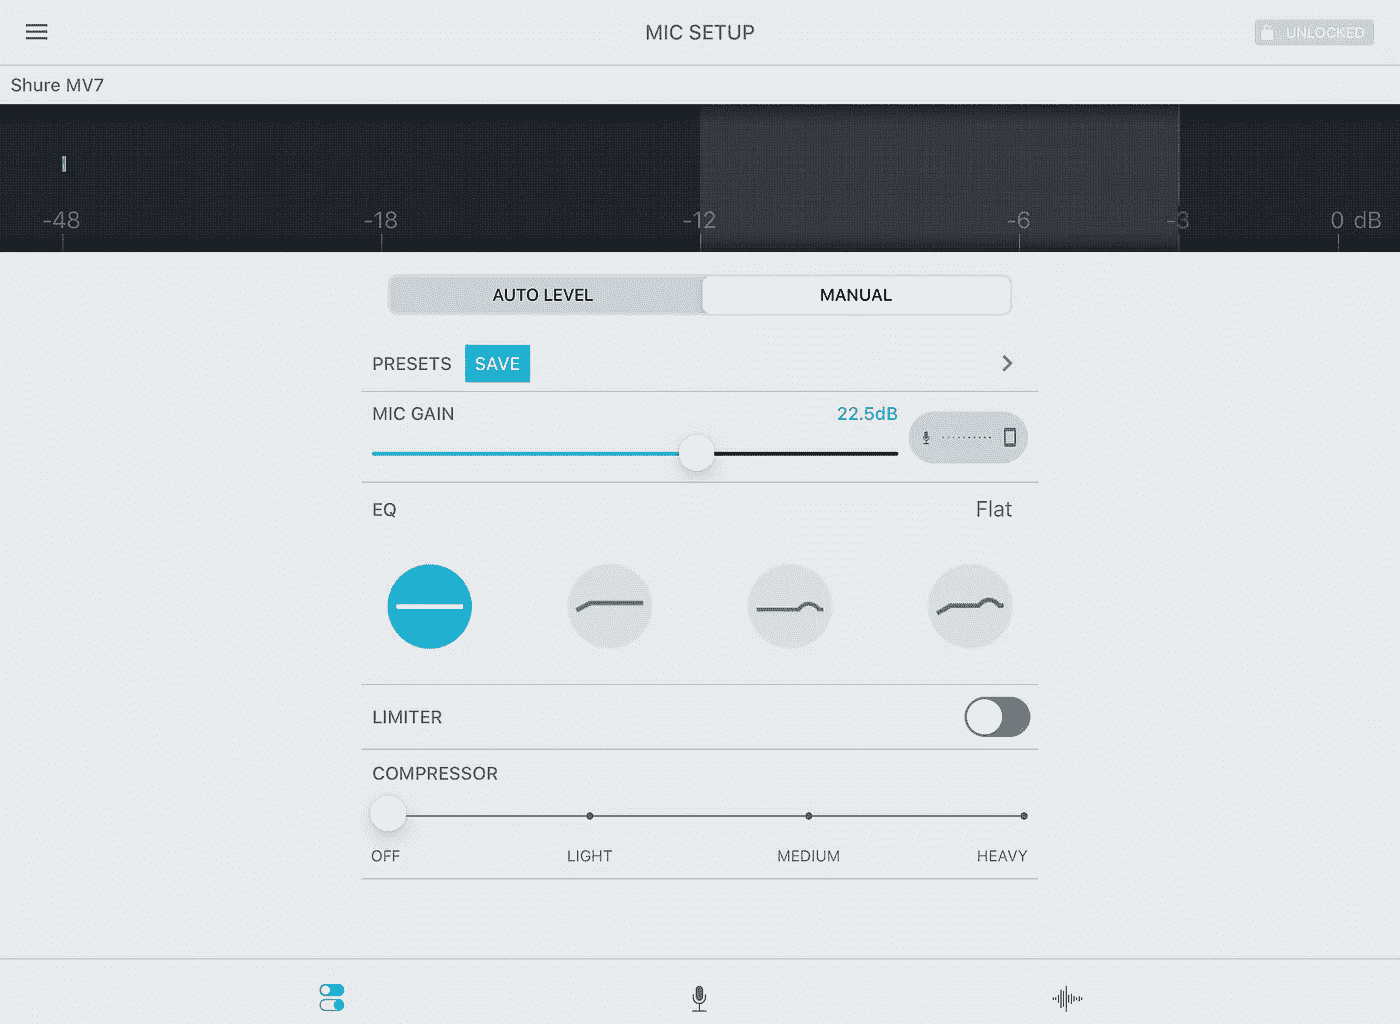 MIC SETUP
UNLOCKED
Shure MV7
-48 -18 -12 -6 -3 0 dB
AUTO LEVEL MANUAL
PRESETS SAVE
MIC GAIN 22.5dB
EQ Flat
LIMITER
COMPRESSOR
OFF LIGHT MEDIUM HEAVY